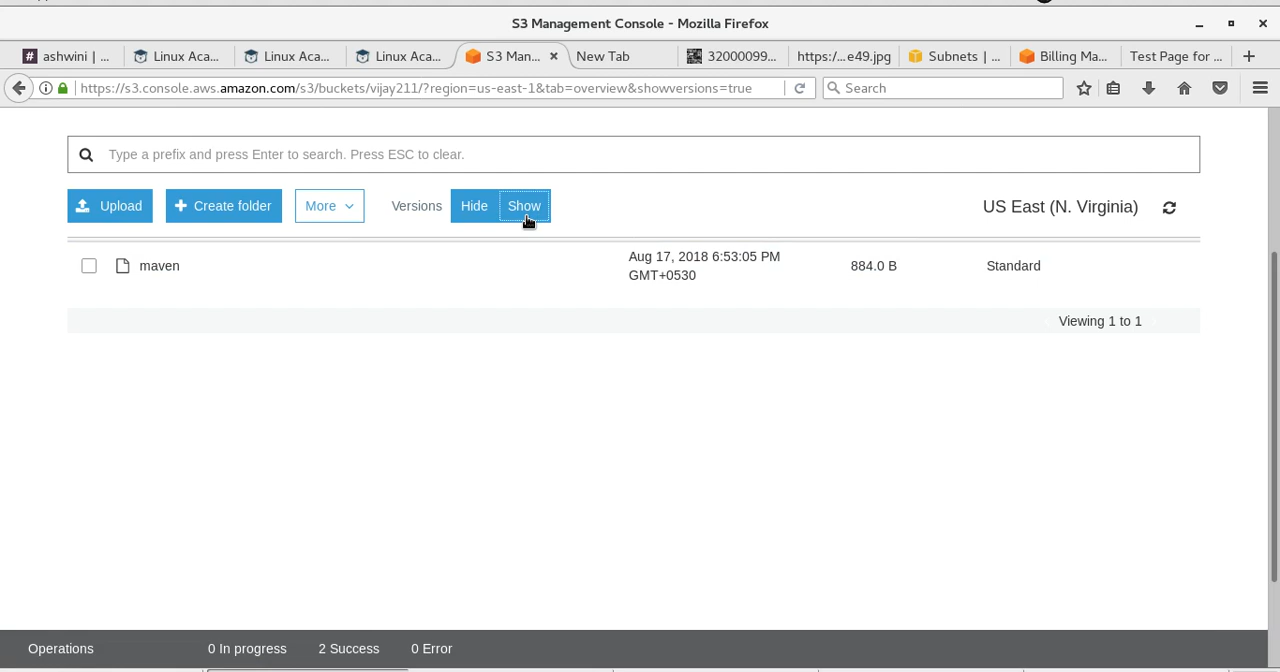 S3 Management Console - Mozilla Firefox
ashwini | ... Linux Aca... Linux Aca... Linux Aca... S3 Man... New Tab 32000099... https:/...e49.jpg Subnets | ... Billing Ma... Test Page for ...
https://s3.console.aws.amazon.com/s3/buckets/vijay211/?region=us-east-1&tab=overview&showversions=true Search
Type a prefix and press Enter to search. Press ESC to clear.
Upload + Create folder More Versions Hide Show US East (N. Virginia)
maven Aug 17, 2018 6:53:05 PM 884.0 B Standard
GMT+0530
Viewing 1 to 1
Operations 0 In progress 2 Success 0 Error